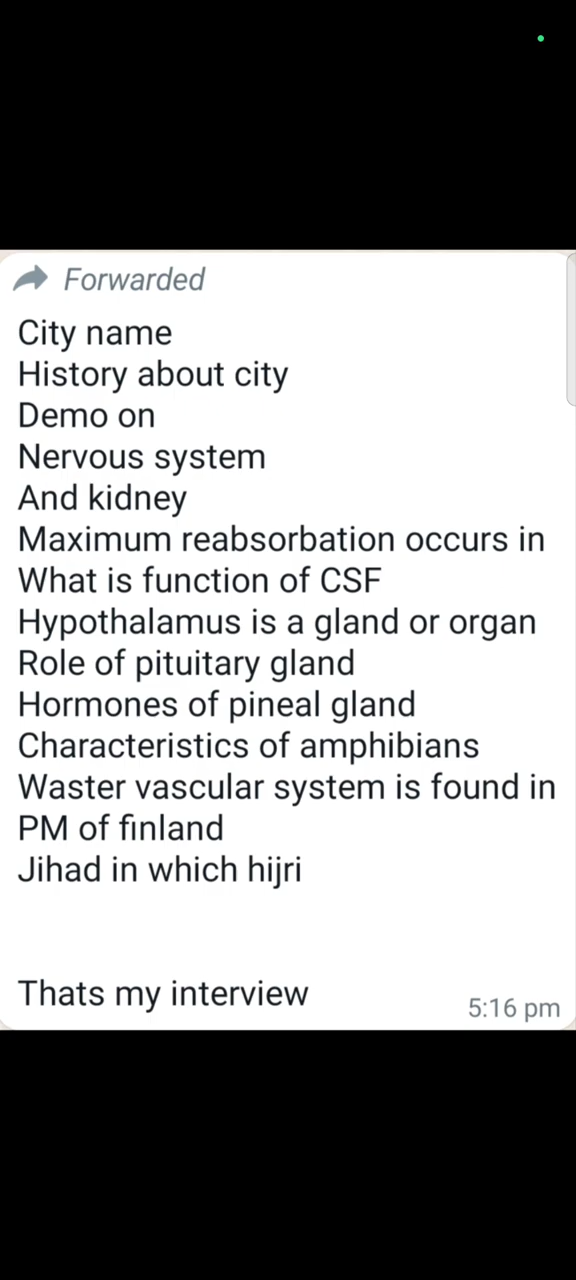 Forwarded
City name
History about city
Demo on
Nervous system
And kidney
Maximum reabsorbation occurs in
What is function of CSF
Hypothalamus is a gland or organ
Role of pituitary gland
Hormones of pineal gland
Characteristics of amphibians
Waster vascular system is found in
PM of finland
Jihad in which hijri
Thats my interview
5:16 pm